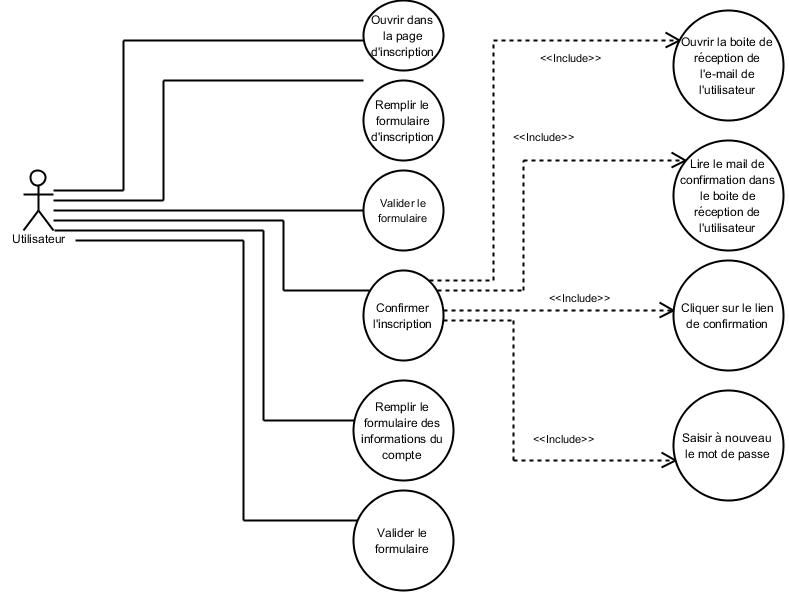 Ouvrir dans
la page
d'inscription
Remplir le
formulaire
d'inscription
Valider le
formulaire
Utilisateur
Confirmer
l'inscription
Remplir le
formulaire des
informations du
compte
Valider le
formulaire
<<Include>>
<<Include>>
<<Include>>
<<Include>>
Ouvrir la boite de
réception de
l'e-mail de
l'utilisateur
Lire le mail de
confirmation dans
le boite de
réception de
l'utilisateur
Cliquer sur le lien
de confirmation
Saisir à nouveau
le mot de passe